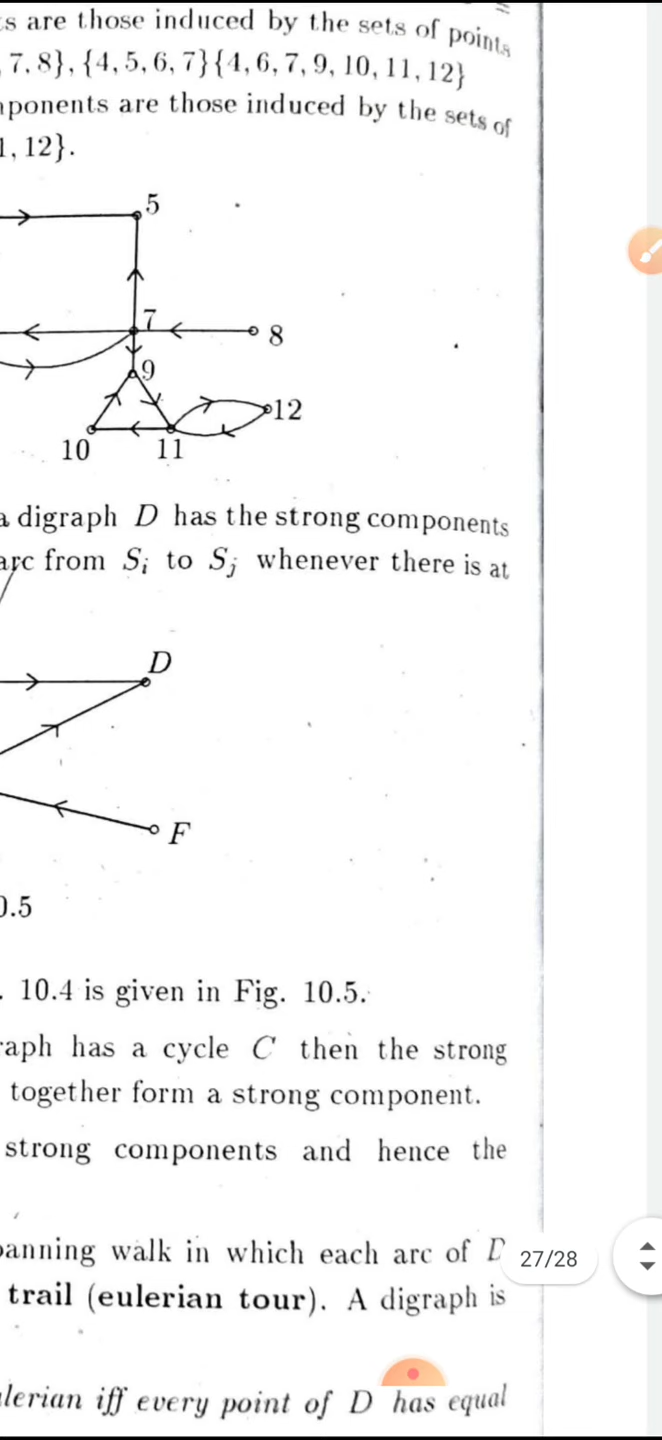 s are those induced by the sets of points
7, 8}, {4, 5, 6, 7}{4, 6, 7, 9, 10, 11, 12}
ponents are those induced by the sets of
1, 12}.
5
7
8
9
12
10
11
a digraph D has the strong components
arc from Si to Sj whenever there is at
D
F
0.5
. 10.4 is given in Fig. 10.5.
raph has a cycle C then the strong
together form a strong component.
strong components and hence the
panning walk in which each arc of D
27/28
trail (eulerian tour). A digraph is
lerian iff every point of D has equal